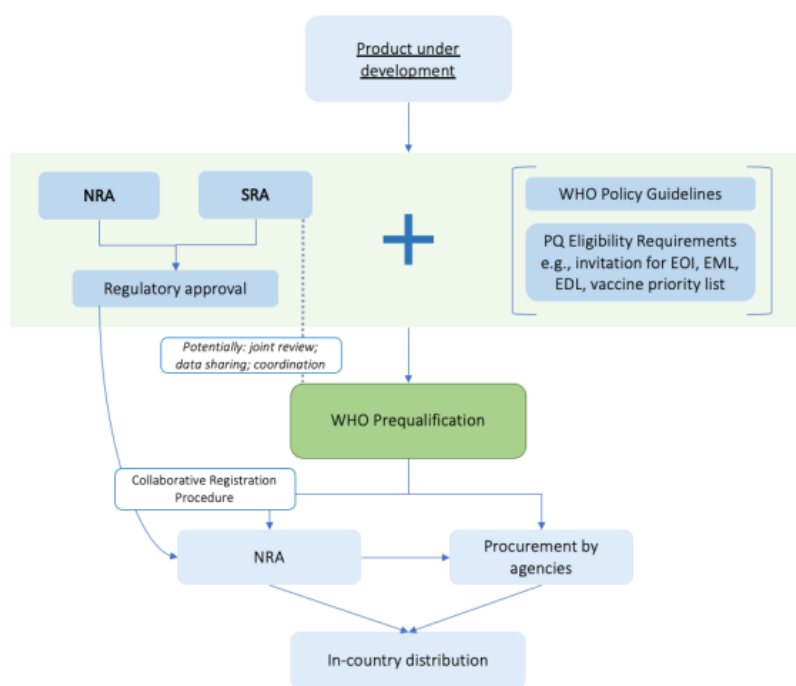 Product under
development
NRA
SRA
+
WHO Policy Guidelines
PQ Eligibility Requirements
e.g., invitation for EOI, EML,
EDL, vaccine priority list
Regulatory approval
Potentially: joint review;
data sharing; coordination
WHO Prequalification
Collaborative Registration
Procedure
NRA
Procurement by
agencies
In-country distribution